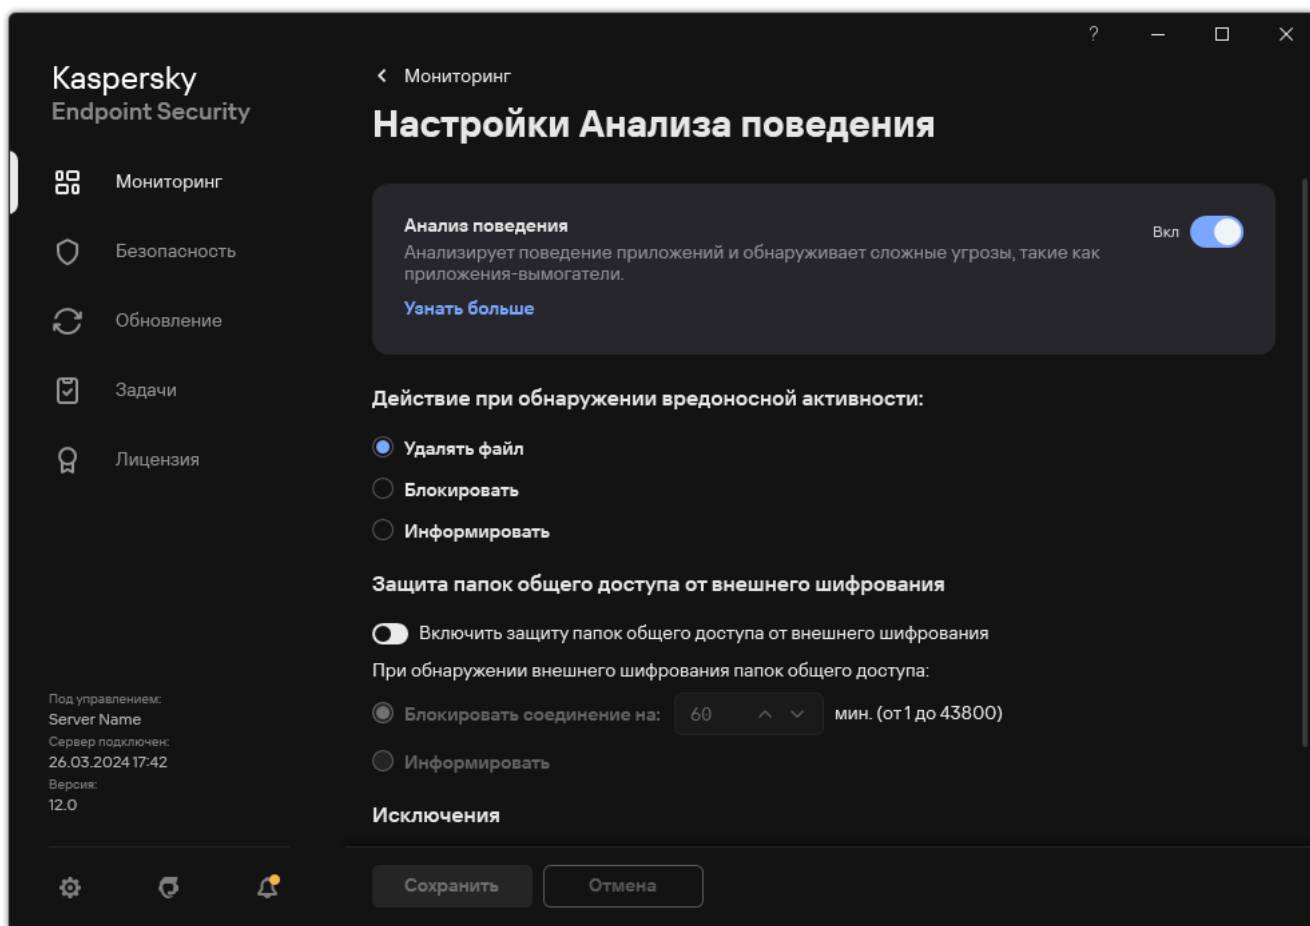 ?
Kaspersky
Endpoint Security
Мониторинг
Безопасность
Обновление
Задачи
Лицензия
Под управлением:
Server Name
Сервер подключен:
26.03.2024 17:42
Версия:
12.0
Мониторинг
Настройки Анализа поведения
Анализ поведения
Анализирует поведение приложений и обнаруживает сложные угрозы, такие как
приложения-вымогатели.
Узнать больше
Вкл
Действие при обнаружении вредоносной активности:
Удалять файл
Блокировать
Информировать
Защита папок общего доступа от внешнего шифрования
Включить защиту папок общего доступа от внешнего шифрования
При обнаружении внешнего шифрования папок общего доступа:
Блокировать соединение на: 60 мин. (от 1 до 43800)
Информировать
Исключения
Сохранить Отмена